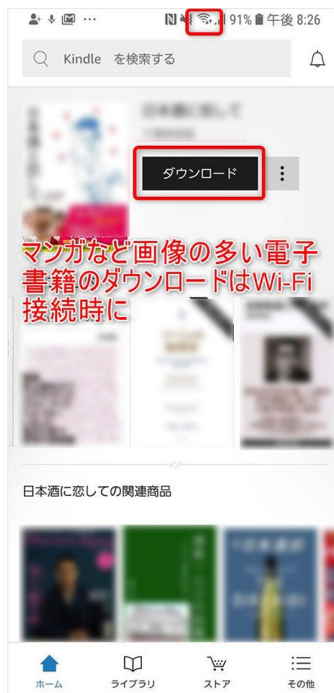 91% 午後 8:26
Kindle を検索する
日本酒に恋して
ダウンロード
マンガなど画像の多い電子
書籍のダウンロードはWi-Fi
接続時に
日本酒に恋しての関連商品
ホーム ライブラリ ストア その他